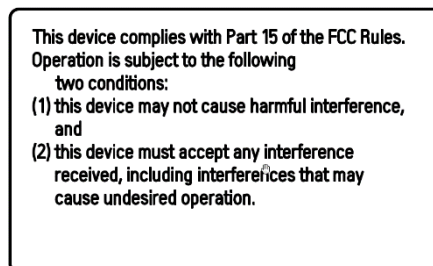 This device complies with Part 15 of the FCC Rules.
Operation is subject to the following
two conditions:
(1) this device may not cause harmful interference,
and
(2) this device must accept any interference
received, including interferences that may
cause undesired operation.